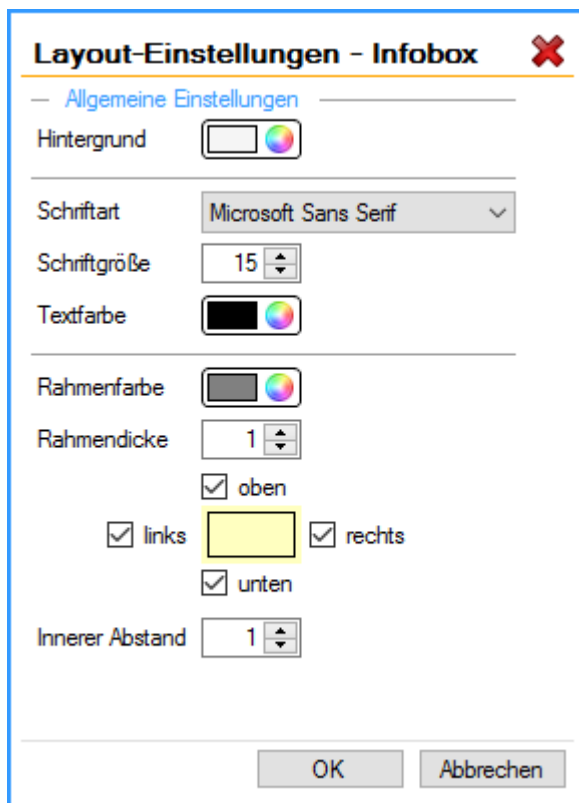 Layout-Einstellungen - Infobox
Allgemeine Einstellungen
Hintergrund
Schriftart Microsoft Sans Serif
Schriftgröße 15
Textfarbe
Rahmenfarbe
Rahmendicke 1
oben
links rechts
unten
Innerer Abstand 1
OK Abbrechen